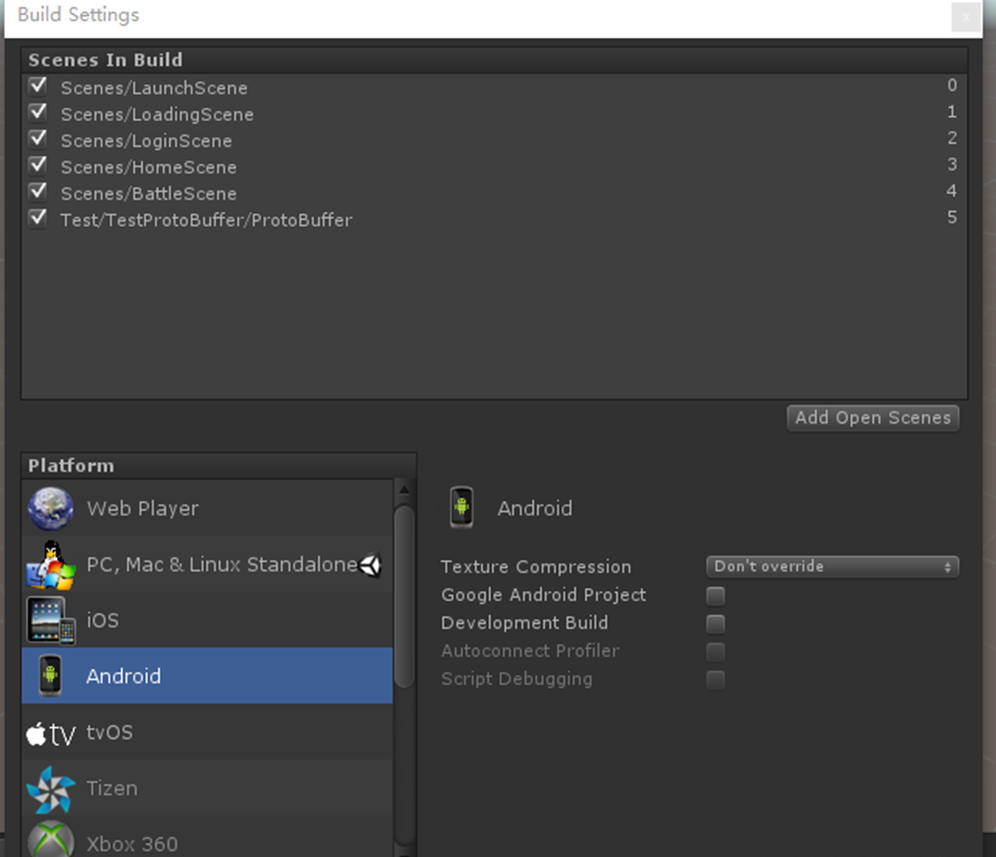 Build Settings
Scenes In Build
Scenes/LaunchScene 0
Scenes/LoadingScene 1
Scenes/LoginScene 2
Scenes/HomeScene 3
Scenes/BattleScene 4
Test/TestProtoBuffer/ProtoBuffer 5
Add Open Scenes
Platform
Web Player
PC, Mac & Linux Standalone
iOS
Android
tv tvOS
Tizen
Xbox 360
Android
Texture Compression Don't override
Google Android Project
Development Build
Autoconnect Profiler
Script Debugging